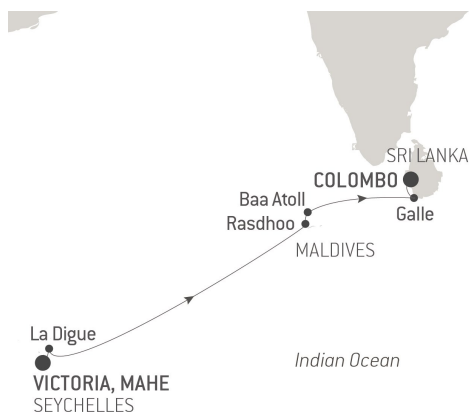 SRI LANKA
COLOMBO
Baa Atoll
Galle
Rasdhoo
MALDIVES
La Digue
Indian Ocean
VICTORIA, MAHE
SEYCHELLES